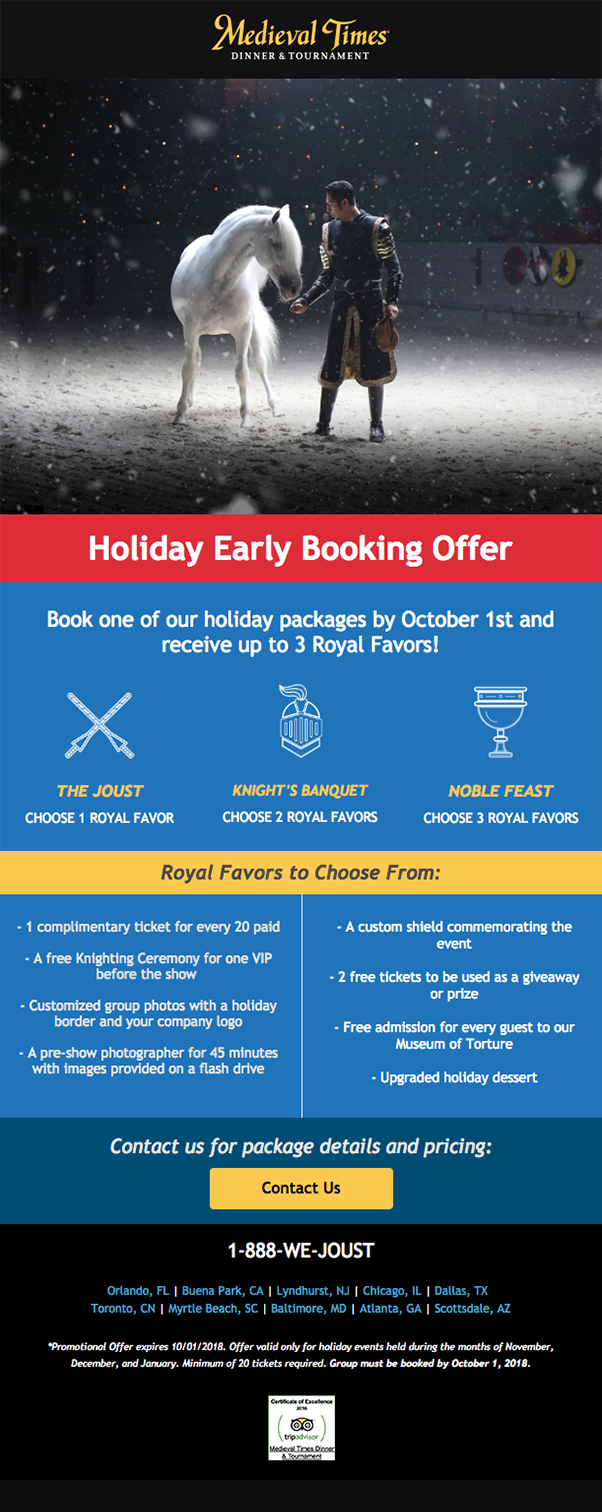 Medieval Times
DINNER & TOURNAMENT
Holiday Early Booking Offer
Book one of our holiday packages by October 1st and
receive up to 3 Royal Favors!
THE JOUST
CHOOSE 1 ROYAL FAVOR
KNIGHT'S BANQUET
CHOOSE 2 ROYAL FAVORS
NOBLE FEAST
CHOOSE 3 ROYAL FAVORS
Royal Favors to Choose From:
- 1 complimentary ticket for every 20 paid
- A free Knighting Ceremony for one VIP
before the show
- Customized group photos with a holiday
border and your company logo
- A pre-show photographer for 45 minutes
with images provided on a flash drive
- A custom shield commemorating the
event
- 2 free tickets to be used as a giveaway
or prize
- Free admission for every guest to our
Museum of Torture
- Upgraded holiday dessert
Contact us for package details and pricing:
Contact Us
1-888-WE-JOUST
Orlando, FL | Buena Park, CA | Lyndhurst, NJ | Chicago, IL | Dallas, TX
Toronto, CN | Myrtle Beach, SC | Baltimore, MD | Atlanta, GA | Scottsdale, AZ
*Promotional Offer expires 10/01/2018. Offer valid only for holiday events held during the months of November,
December, and January. Minimum of 20 tickets required. Group must be booked by October 1, 2018.
Certificate of Excellence
2016
tripadvisor
Medieval Times Dinner
& Tournament